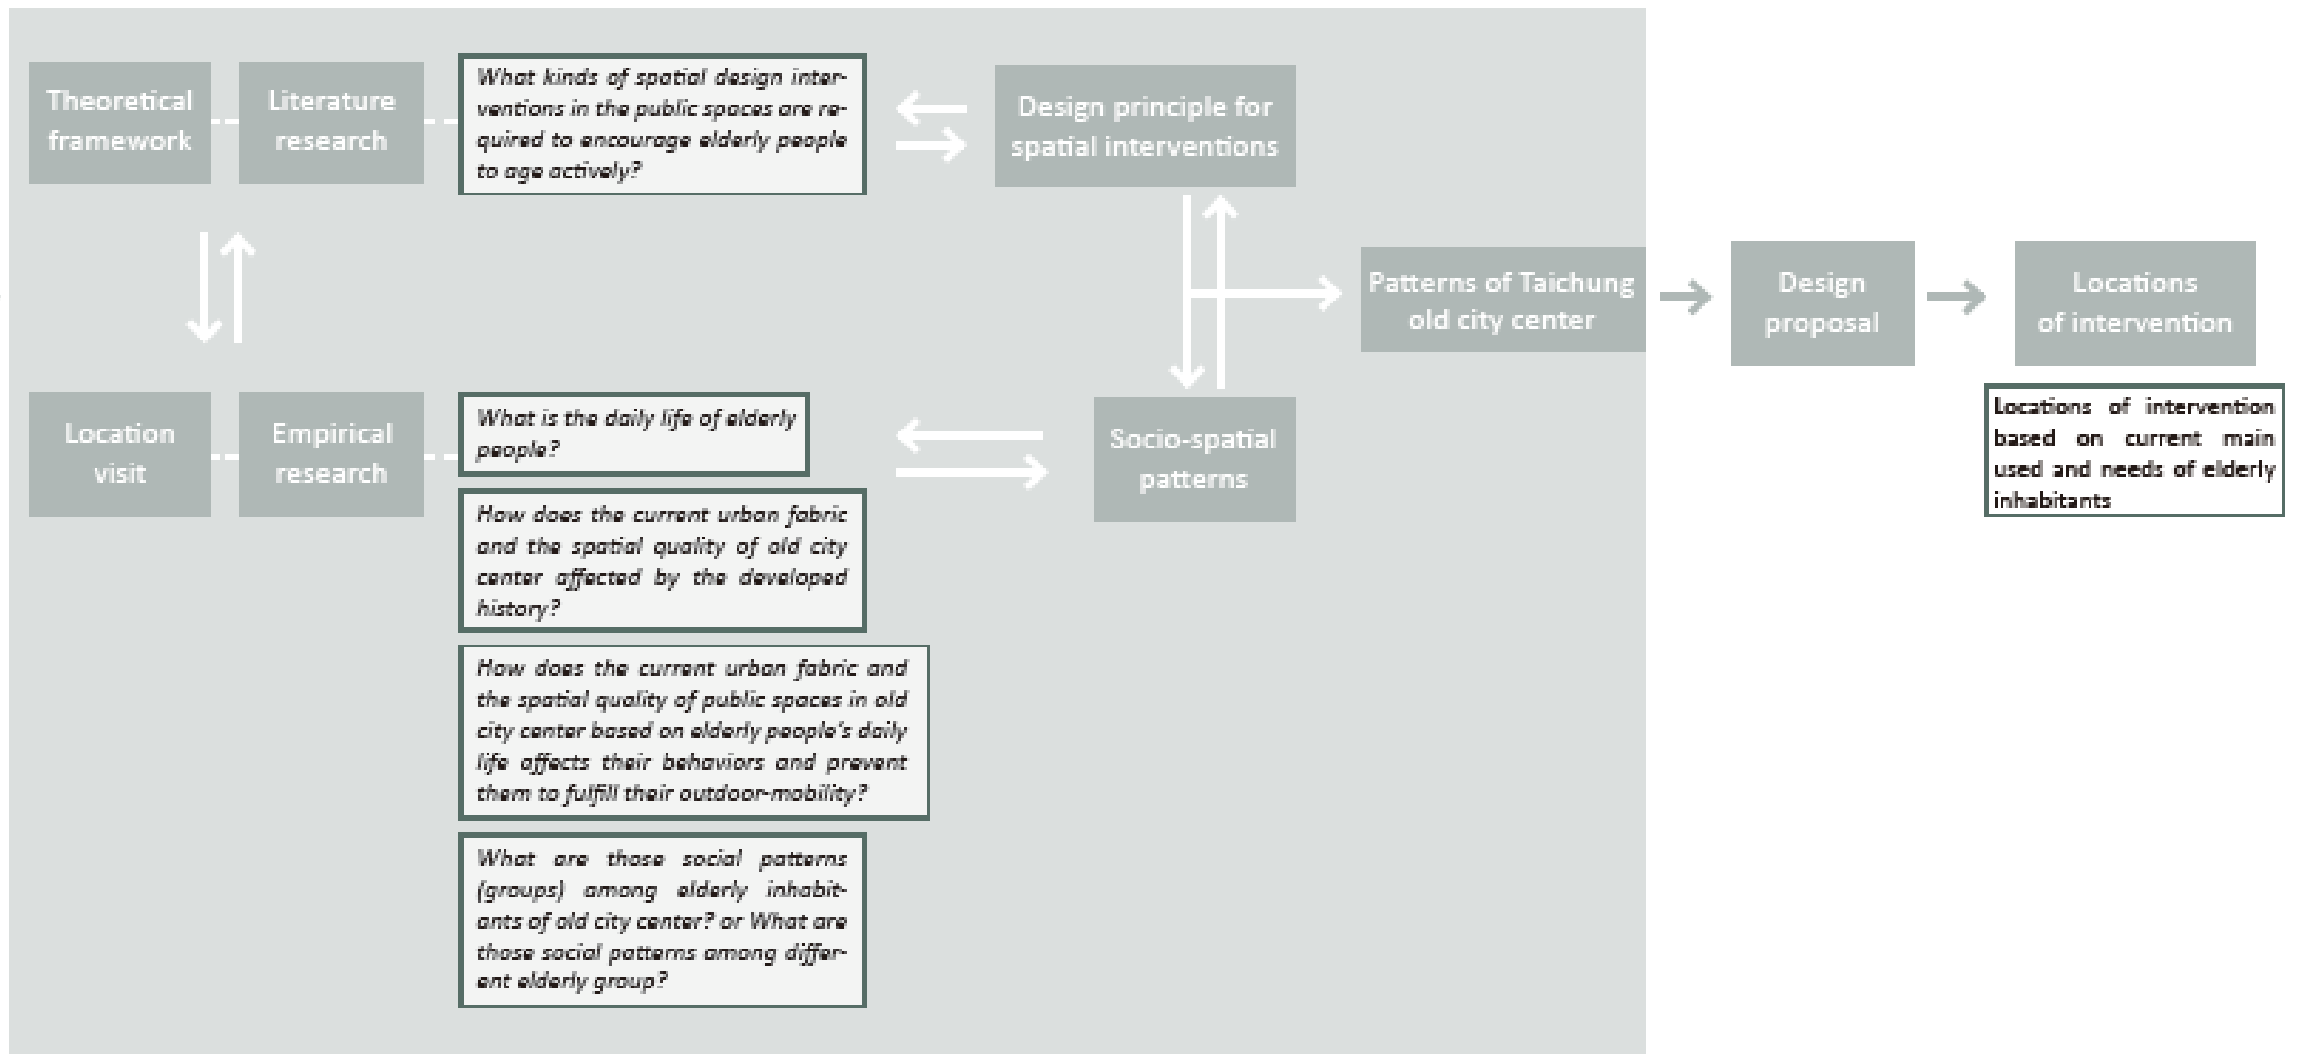 Theoretical
framework
Literature
research
What kinds of spatial design inter-
ventions in the public spaces are re-
quired to encourage elderly people
to age actively?
Design principle for
spatial interventions
Patterns of Taichung
old city center
Design
proposal
Locations
of intervention
Locations of intervention
based on current main
used and needs of elderly
inhabitants
Location
visit
Empirical
research
What is the daily life of elderly
people?
Socio-spatial
patterns
How does the current urban fabric
and the spatial quality of old city
center affected by the developed
history?
How does the current urban fabric and
the spatial quality of public spaces in old
city center based on elderly people's daily
life affects their behaviors and prevent
them to fulfill their outdoor-mobility?
What are those social patterns
(groups) among elderly inhabit-
ants of old city center? or What are
those social patterns among differ-
ent elderly group?